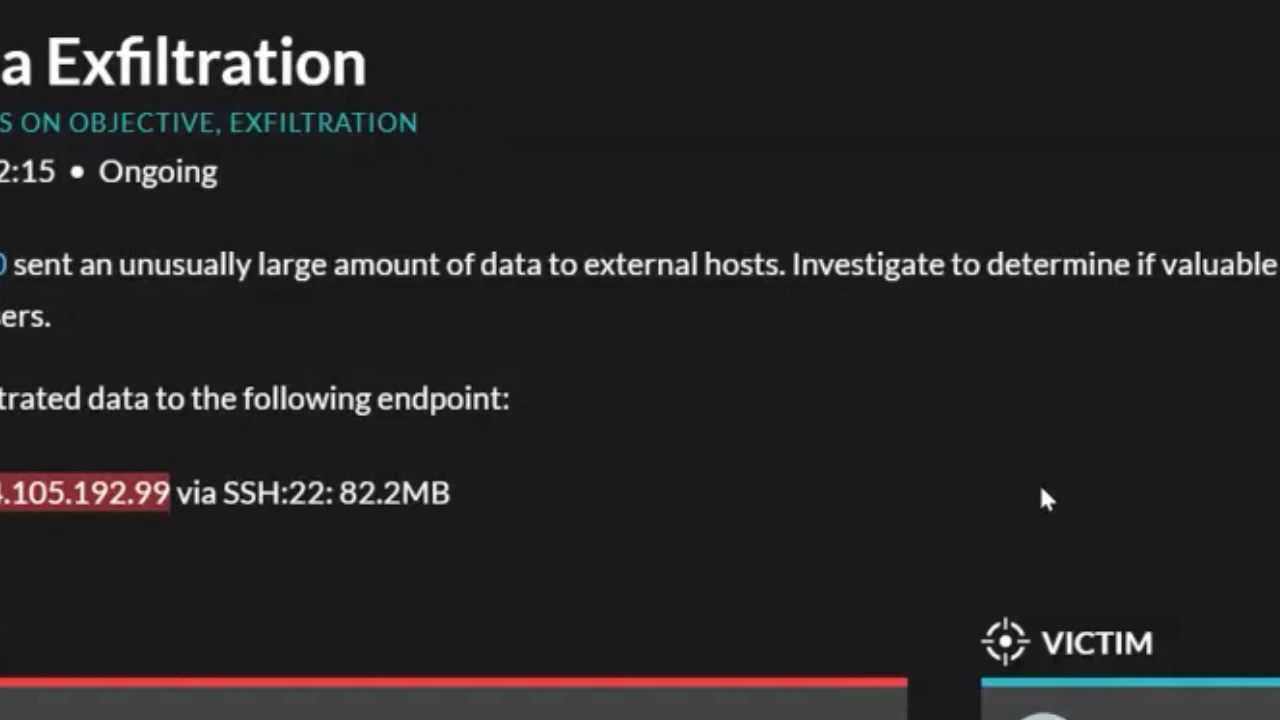 a Exfiltration
S ON OBJECTIVE, EXFILTRATION
2:15 • Ongoing
sent an unusually large amount of data to external hosts. Investigate to determine if valuable
sers.
trated data to the following endpoint:
.105.192.99 via SSH:22: 82.2MB
VICTIM